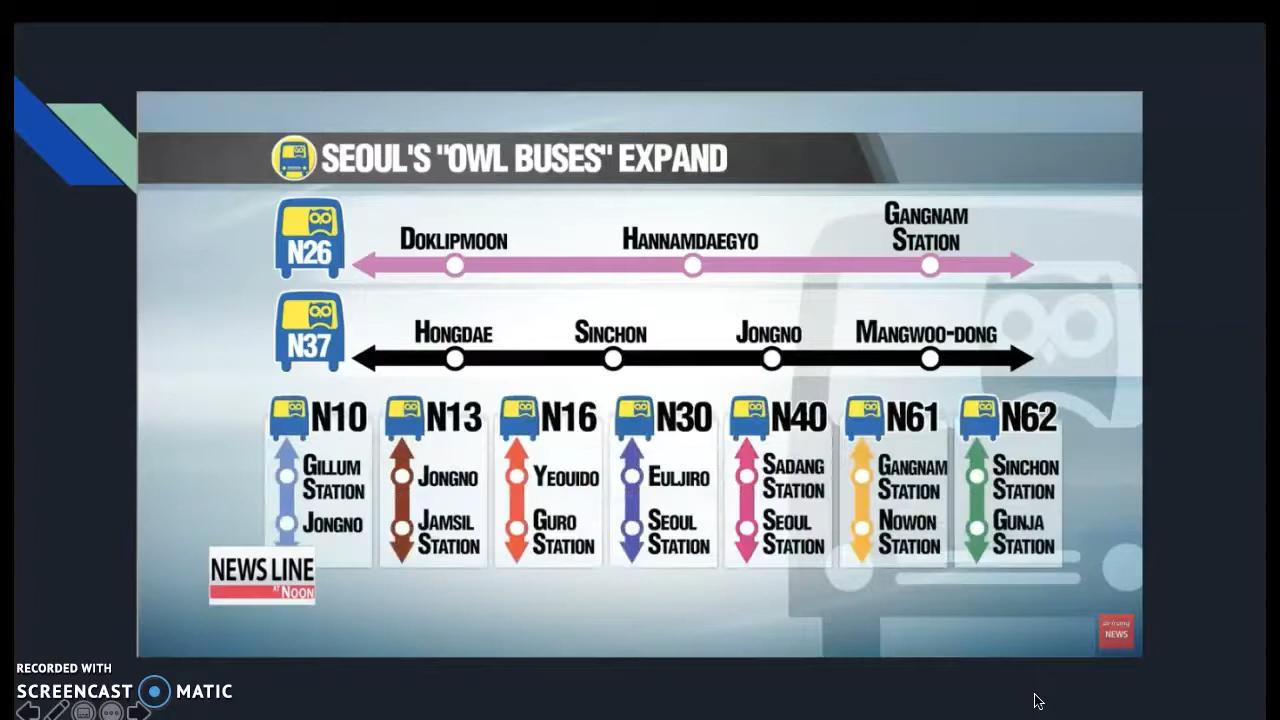 SEOUL'S "OWL BUSES" EXPAND
N26
DOKLIPMOON
HANNAMDAEGYO
GANGNAM
STATION
N37
HONGDAE
SINCHON
JONGNO
MANGWOO-DONG
N10
GILLUM
STATION
JONGNO
N13
JONGNO
JAMSIL
STATION
N16
YEOUIDO
GURO
STATION
N30
EULJIRO
SEOUL
STATION
N40
SADANG
STATION
SEOUL
STATION
N61
GANGNAM
STATION
NOWON
STATION
N62
SINCHON
STATION
GUNJA
STATION
NEWS LINE
AT NOON
arirang
NEWS
RECORDED WITH
SCREENCAST MATIC